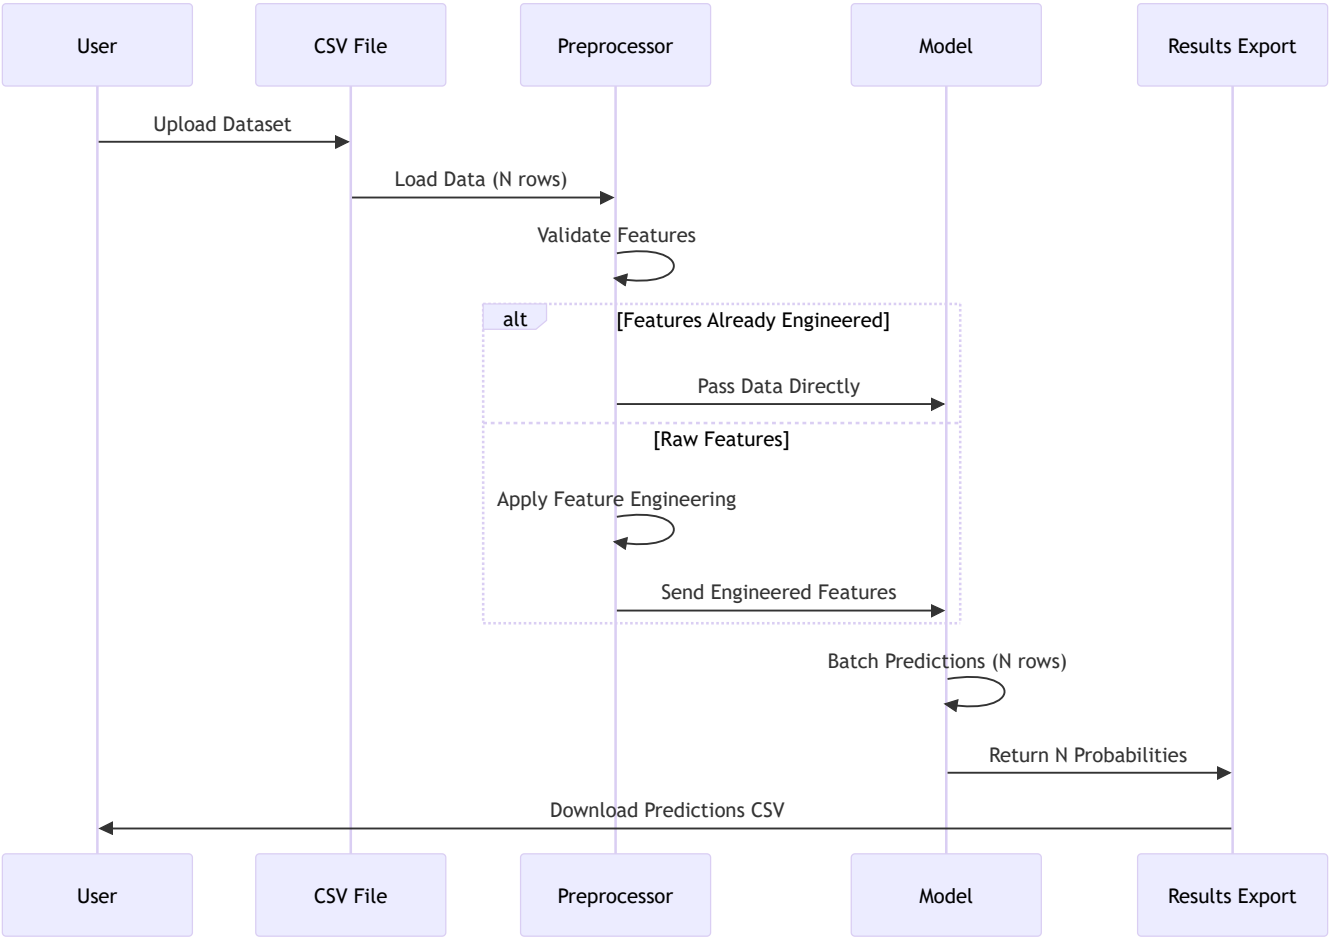 User
CSV File
Preprocessor
Model
Results Export
Upload Dataset
Load Data (N rows)
Validate Features
alt
[Features Already Engineered]
Pass Data Directly
[Raw Features]
Apply Feature Engineering
Send Engineered Features
Batch Predictions (N rows)
Return N Probabilities
Download Predictions CSV
User
CSV File
Preprocessor
Model
Results Export